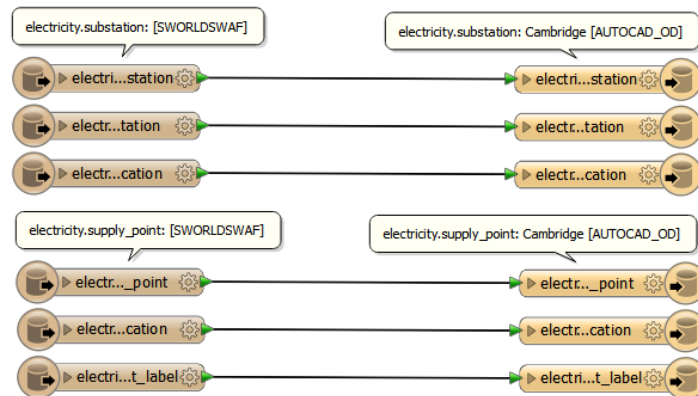 electricity.substation: [SWORLDSWAF]
electricity.substation: Cambridge [AUTOCAD_OD]
electri...station
electri...station
electr...tation
electr...tation
electr...cation
electr...cation
electricity.supply_point: [SWORLDSWAF]
electricity.supply_point: Cambridge [AUTOCAD_OD]
electr..._point
electr..._point
electr...cation
electr...cation
electri...t_label
electri...t_label